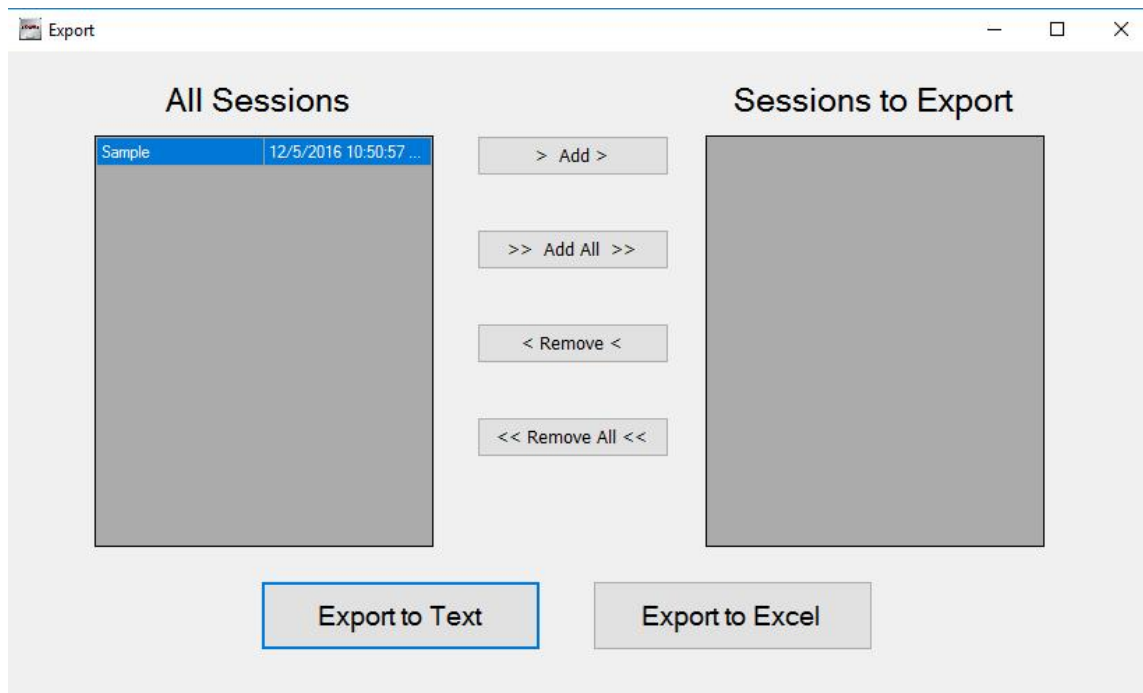 Export
All Sessions
Sessions to Export
Sample 12/5/2016 10:50:57 ...
> Add >
>> Add All >>
< Remove <
<< Remove All <<
Export to Text
Export to Excel